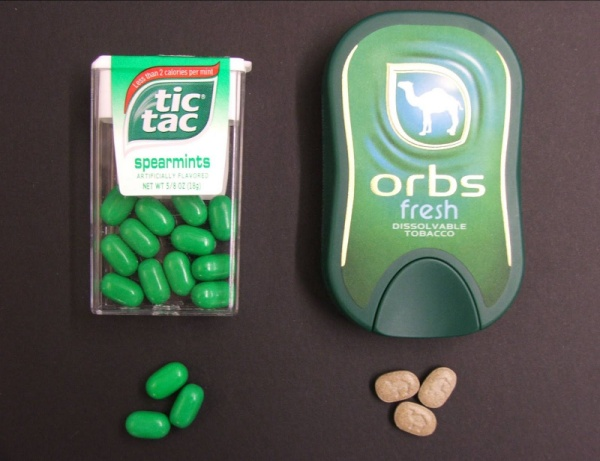 Less than 2 calories per mint
tic
tac®
spearmints
ARTIFICIALLY FLAVORED
NET WT 5/8 OZ (18g)
orbs
fresh
DISSOLVABLE
TOBACCO